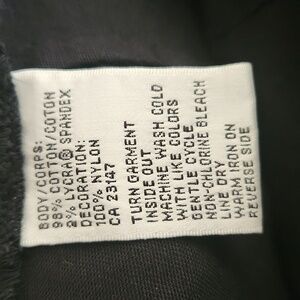 BODY/CORPS:
98% COTTON/COTON
2% LYCRA® SPANDEX
DECORATION:
100% NYLON
CA 23147
TURN GARMENT
INSIDE OUT
MACHINE WASH COLD
WITH LIKE COLORS
GENTLE CYCLE
NON-CHLORINE BLEACH
LINE DRY
WARM IRON ON
REVERSE SIDE